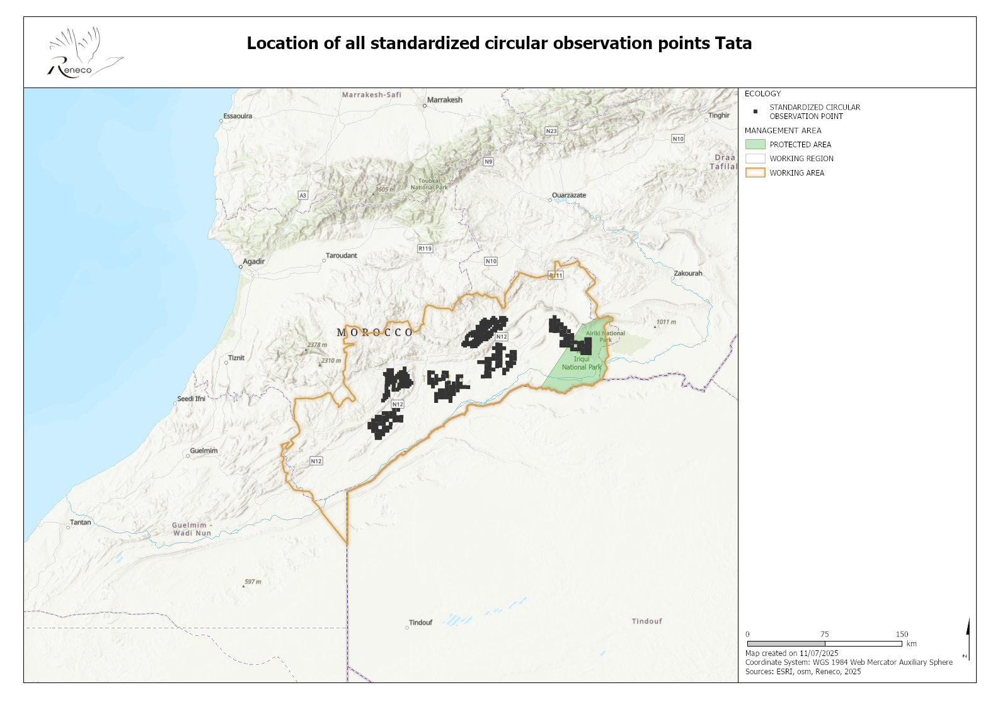 Reneco
Location of all standardized circular observation points Tata
Marrakesh-Safi
Marrakesh
Essaouira
Tinghir
N23
N10
Draa
Tafilal
N9
Toubkal
National Park
3605 m
A3
Ouarzazate
R119
Taroudant
N10
Agadir
R111
Zakourah
MOROCCO
1011 m
Airiki National
Park
N12
2378 m
2310 m
Tiznit
Iriqui
National Park
T
Seedi Ifni
N12
Guelmim
N12
Tantan
Guelmim -
Wadi Nun
597 m
Tindouf
Tindouf
ECOLOGY
STANDARDIZED CIRCULAR
OBSERVATION POINT
MANAGEMENT AREA
PROTECTED AREA
WORKING REGION
WORKING AREA
0 75 150
km
Map created on 11/07/2025
Coordinate System: WGS 1984 Web Mercator Auxiliary Sphere
Sources: ESRI, osm, Reneco, 2025
N